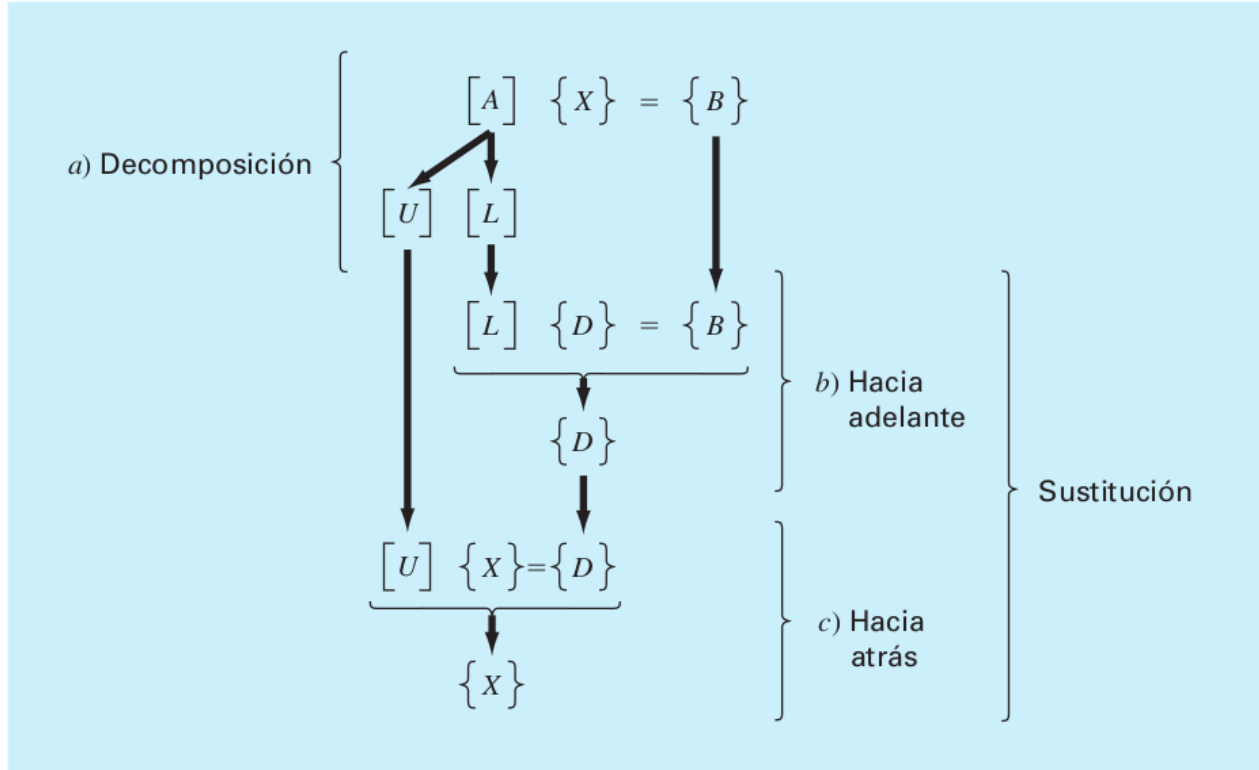 [A] {X} = {B}
a) Decomposición
[U] [L]
[L] {D} = {B}
b) Hacia
adelante
{D}
Sustitución
[U] {X}={D}
c) Hacia
atrás
{X}